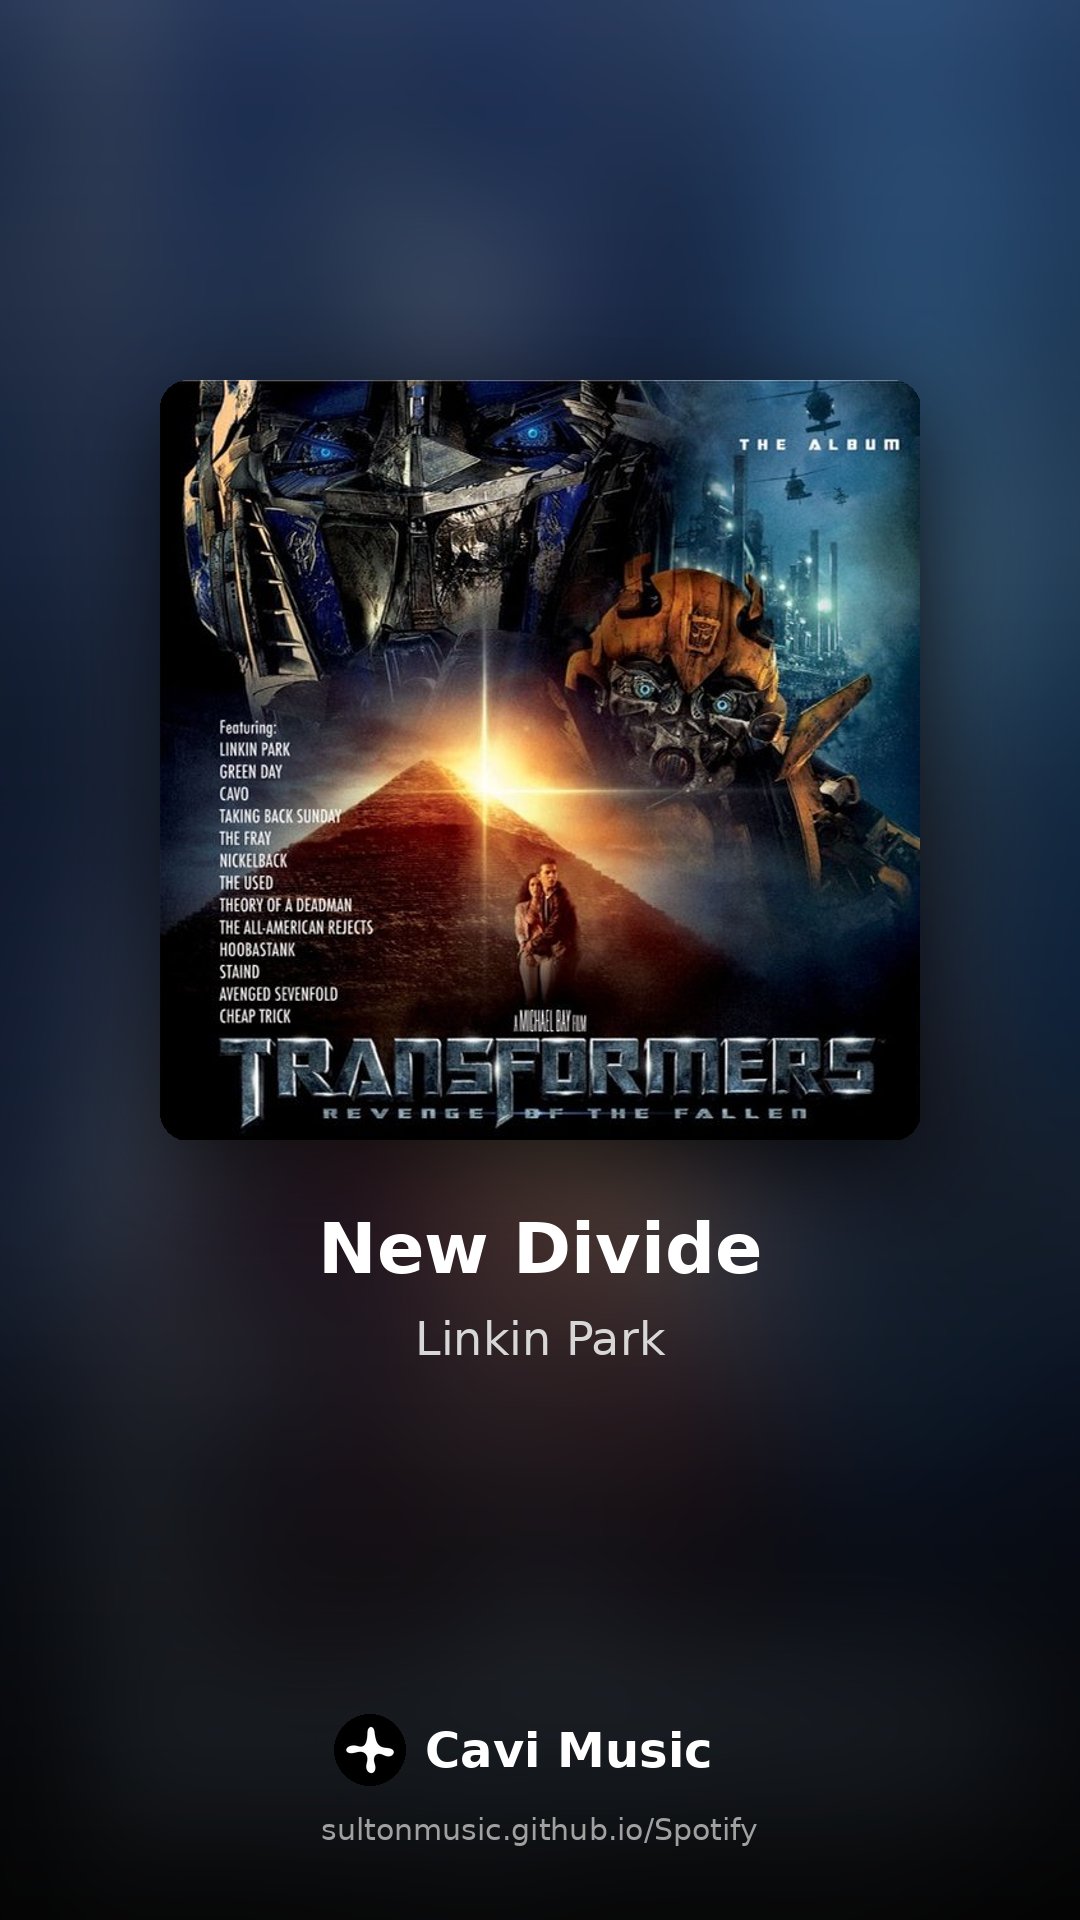 THE ALBUM
Featuring:
LINKIN PARK
GREEN DAY
CAVO
TAKING BACK SUNDAY
THE FRAY
NICKELBACK
THE USED
THEORY OF A DEADMAN
THE ALL-AMERICAN REJECTS
HOOBASTANK
STAIND
AVENGED SEVENFOLD
CHEAP TRICK
A MICHAEL BAY FILM
TRANSFORMERS
REVENGE OF THE FALLEN
New Divide
Linkin Park
Cavi Music
sultonmusic.github.io/Spotify